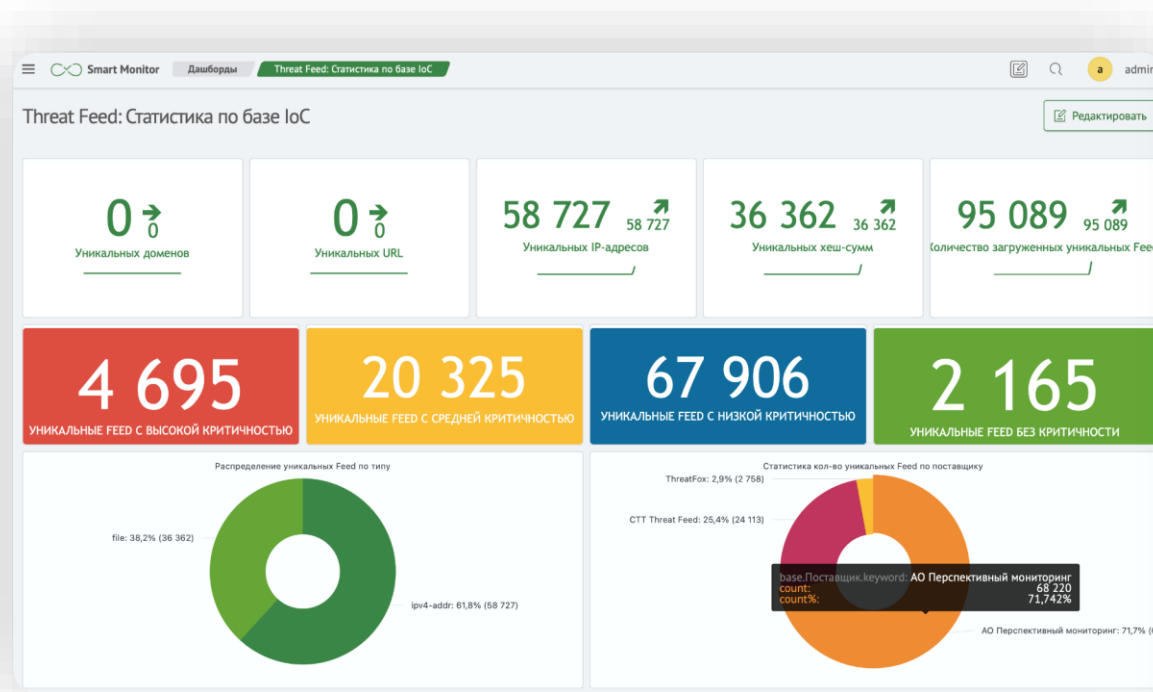 Smart Monitor
Дашборды
Threat Feed: Статистика по базе IoC
a
admin
Threat Feed: Статистика по базе IoC
Редактировать
0 0
Уникальных доменов
0 0
Уникальных URL
58 727 58 727
Уникальных IP-адресов
36 362 36 362
Уникальных хеш-сумм
95 089 95 089
Количество загруженных уникальных Fee
4 695
УНИКАЛЬНЫЕ FEED С ВЫСОКОЙ КРИТИЧНОСТЬЮ
20 325
УНИКАЛЬНЫЕ FEED С СРЕДНЕЙ КРИТИЧНОСТЬЮ
67 906
УНИКАЛЬНЫЕ FEED С НИЗКОЙ КРИТИЧНОСТЬЮ
2 165
УНИКАЛЬНЫЕ FEED БЕЗ КРИТИЧНОСТИ
Распределение уникальных Feed по типу
file: 38,2% (36 362)
ipv4-addr: 61,8% (58 727)
Статистика кол-во уникальных Feed по поставщику
ThreatFox: 2,9% (2 758)
CTT Threat Feed: 25,4% (24 113)
base.Поставщик.keyword: АО Перспективный мониторинг
count: 68 220
count%: 71,742%
АО Перспективный мониторинг: 71,7% (